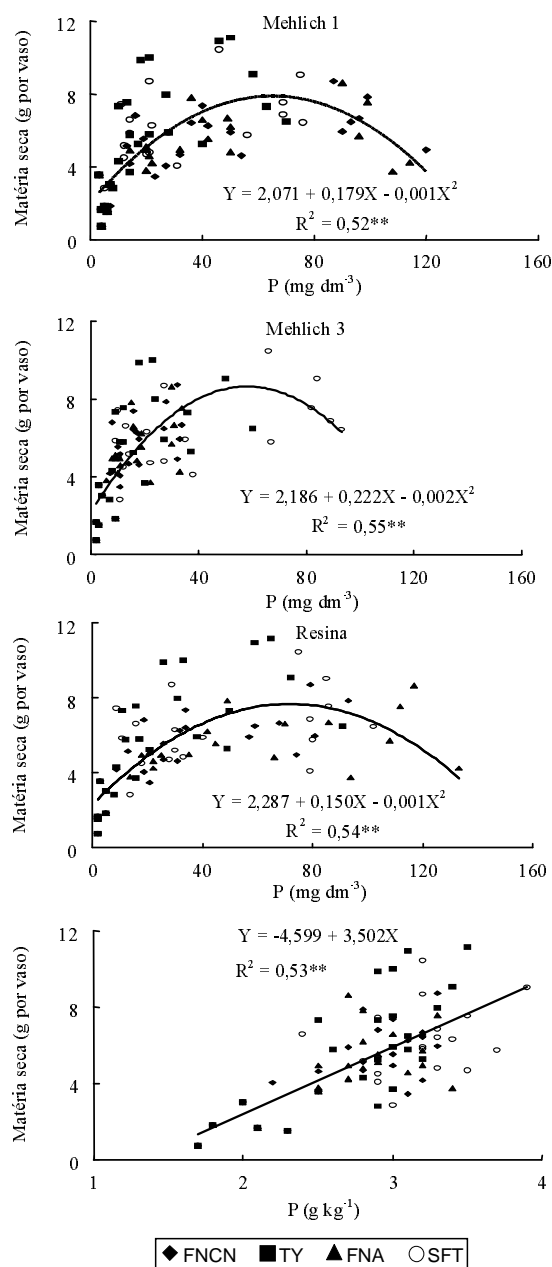 Mehlich 1
Matéria seca (g por vaso)
12
8
4
0
Y = 2,071 + 0,179X - 0,001X²
R² = 0,52**
0 40 80 120 160
P (mg dm⁻³)
Mehlich 3
Matéria seca (g por vaso)
12
8
4
0
Y = 2,186 + 0,222X - 0,002X²
R² = 0,55**
0 40 80 120 160
P (mg dm⁻³)
Resina
Matéria seca (g por vaso)
12
8
4
0
Y = 2,287 + 0,150X - 0,001X²
R² = 0,54**
0 40 80 120 160
P (mg dm⁻³)
Y = -4,599 + 3,502X
R² = 0,53**
Matéria seca (g por vaso)
12
8
4
0
1 2 3 4
P (g kg⁻¹)
FNCN TY FNA SFT